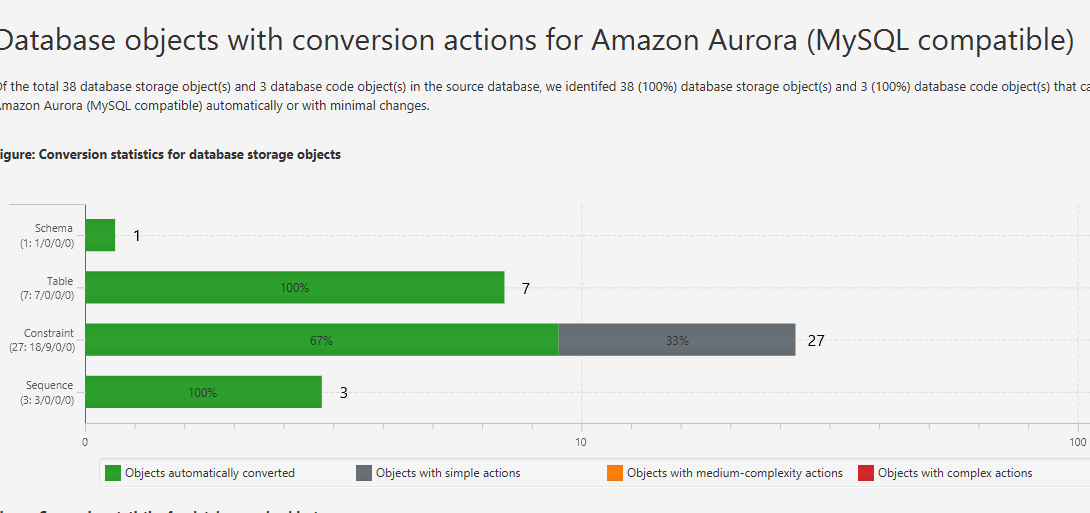 Database objects with conversion actions for Amazon Aurora (MySQL compatible)
Of the total 38 database storage object(s) and 3 database code object(s) in the source database, we identifed 38 (100%) database storage object(s) and 3 (100%) database code object(s) that ca
Amazon Aurora (MySQL compatible) automatically or with minimal changes.
igure: Conversion statistics for database storage objects
Schema
(1: 1/0/0/0)
1
Table
(7: 7/0/0/0)
100%
7
Constraint
(27: 18/9/0/0)
67%
33%
27
Sequence
(3: 3/0/0/0)
100%
3
0
10
100
Objects automatically converted
Objects with simple actions
Objects with medium-complexity actions
Objects with complex actions